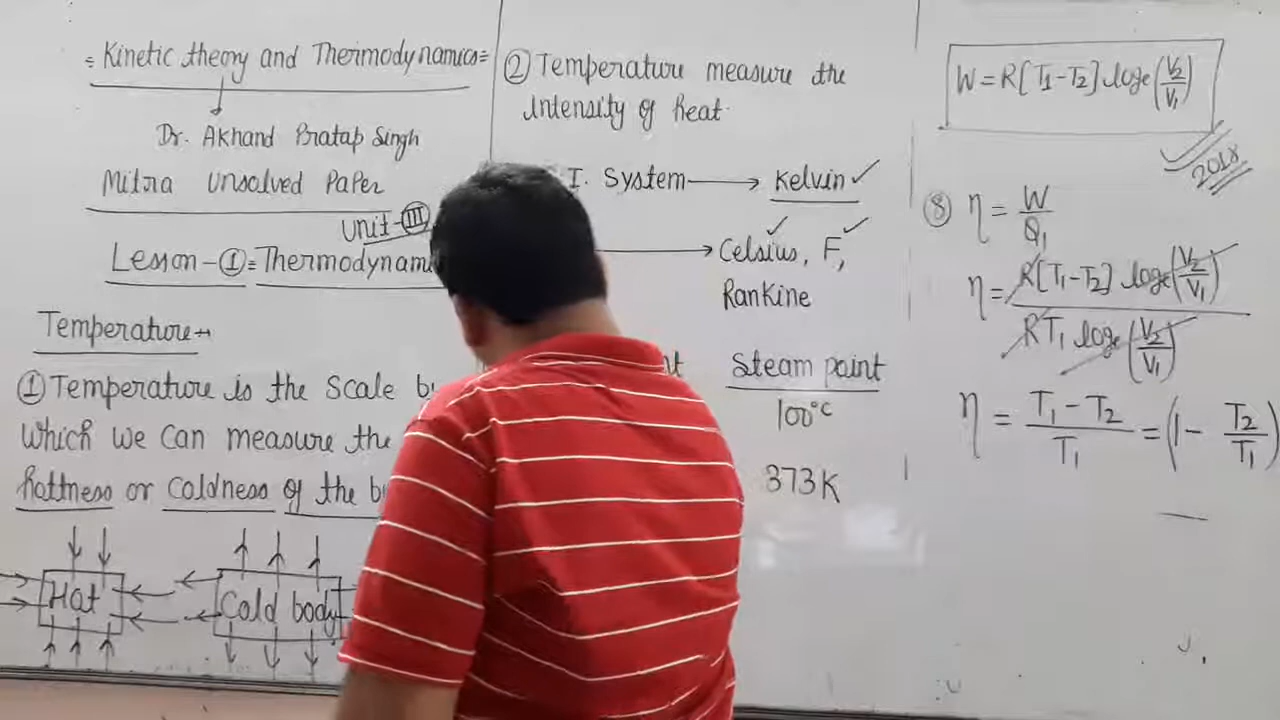 = Kinetic theory and Thermodynamics =
Dr. Akhand Pratap Singh
Mitra Unsolved Paper
Unit-III
Lesson-①= Thermodynami
Temperature→
① Temperature is the Scale b
Which we can measure the
hattness or coldness of the b
Hat
Cold body
② Temperature measure the
intensity of heat.
I. System → Kelvin ✓
→ Celsius, F,
Rankine
Steam point
100°C
373K
W = R[T₁-T₂] logₑ(V₂/V₁)
2018
⑧ η = W/Q₁
η = R[T₁-T₂] logₑ(V₂/V₁) / RT₁ logₑ(V₂/V₁)
η = T₁-T₂/T₁ = (1 - T₂/T₁)